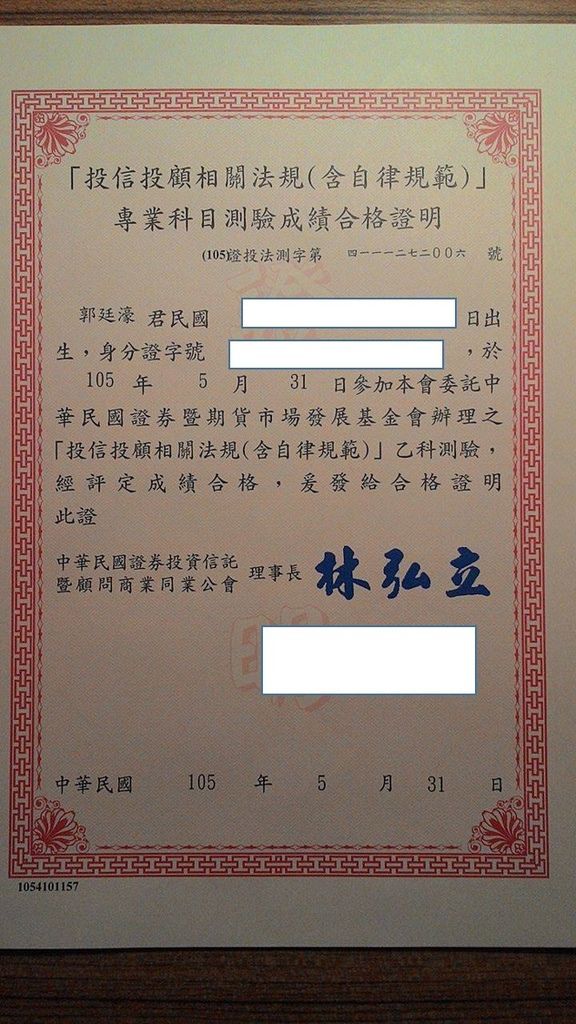 「投信投顧相關法規(含自律規範)」
專業科目測驗成績合格證明
(105)證投法測字第 四一一一二七二００六 號
郭廷濠 君民國 日出
生，身分證字號 ，於
105 年 5 月 31 日參加本會委託中
華民國證券暨期貨市場發展基金會辦理之
「投信投顧相關法規(含自律規範)」乙科測驗，
經評定成績合格，爰發給合格證明
此證
中華民國證券投資信託
暨顧問商業同業公會 理事長 林弘立
中華民國 105 年 5 月 31 日
1054101157